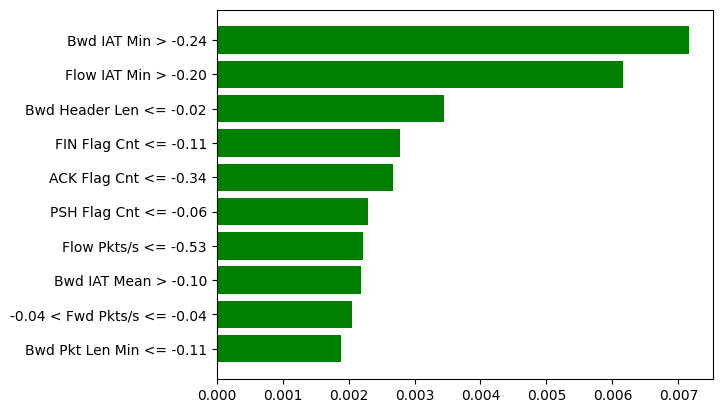 Bwd IAT Min > -0.24
Flow IAT Min > -0.20
Bwd Header Len <= -0.02
FIN Flag Cnt <= -0.11
ACK Flag Cnt <= -0.34
PSH Flag Cnt <= -0.06
Flow Pkts/s <= -0.53
Bwd IAT Mean > -0.10
-0.04 < Fwd Pkts/s <= -0.04
Bwd Pkt Len Min <= -0.11
0.000 0.001 0.002 0.003 0.004 0.005 0.006 0.007